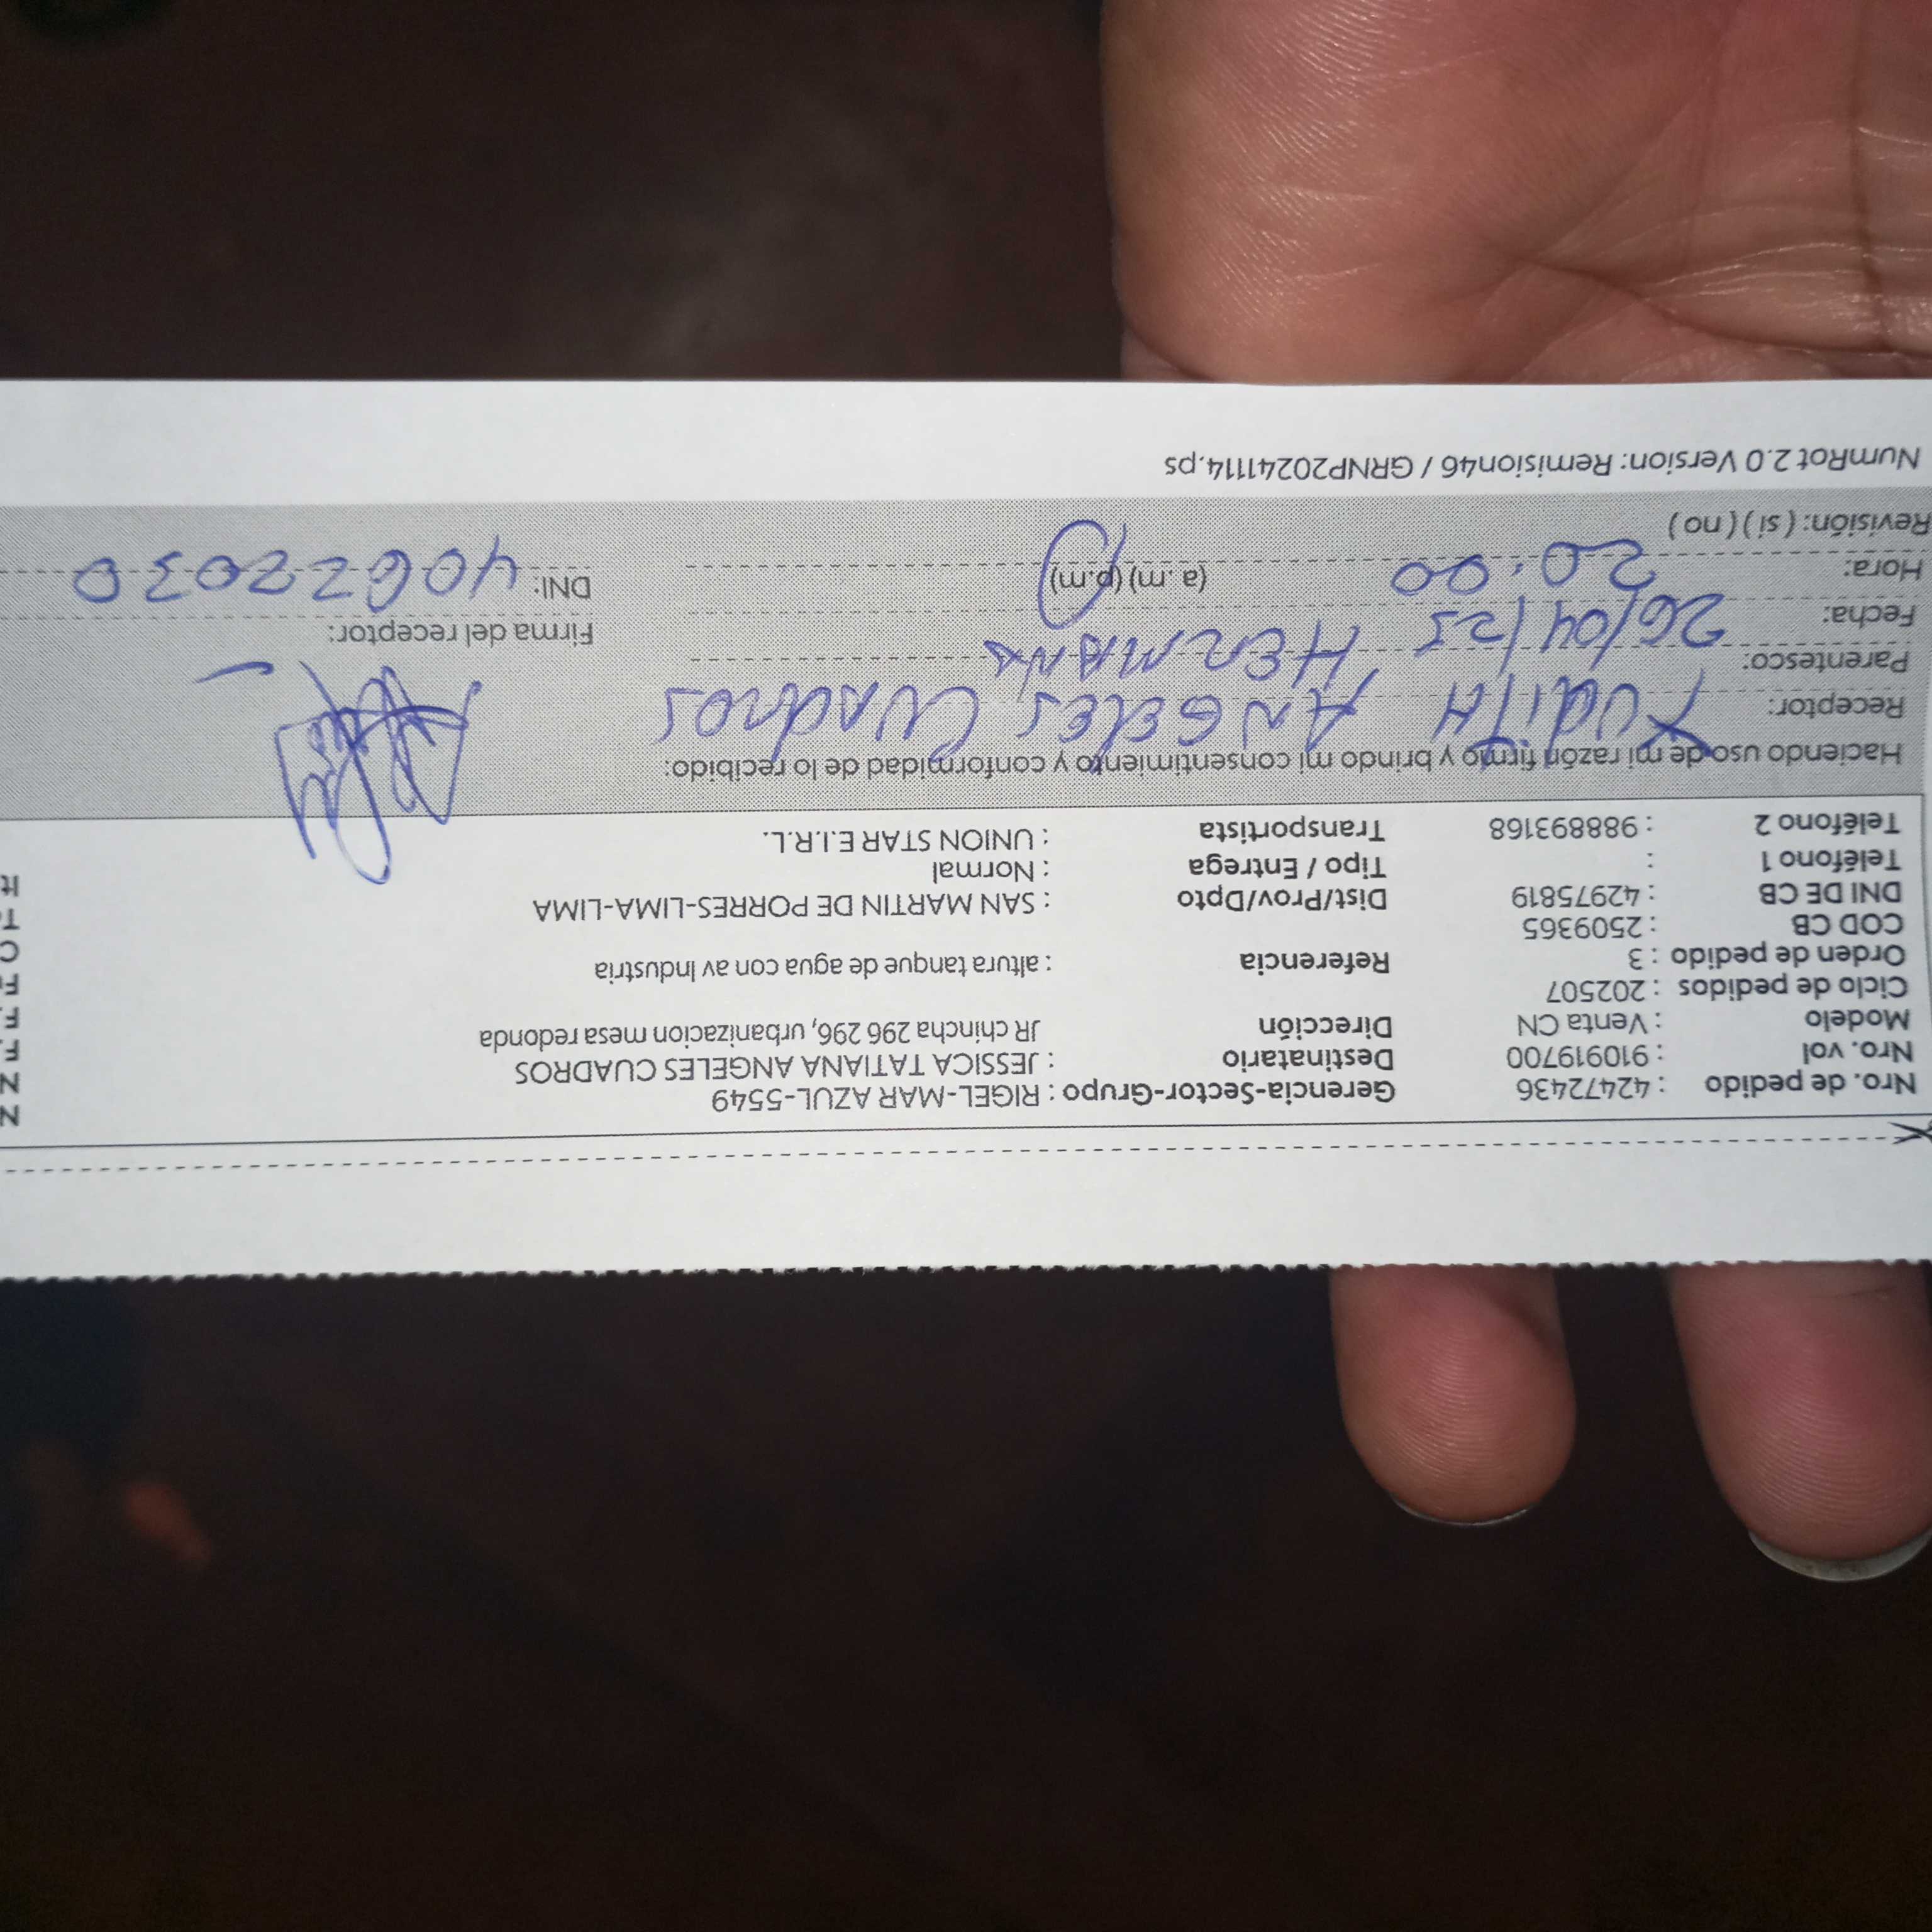 Nro. de pedido : 42472436 Gerencia-Sector-Grupo : RIGEL-MAR AZUL-5549
Nro. vol : 910919700 Destinatario : JESSICA TATIANA ANGELES CUADROS
Modelo : Venta CN Dirección JR chincha 296 296, urbanizacion mesa redonda
Ciclo de pedidos : 202507
Orden de pedido : 3 Referencia : altura tanque de agua con av Industria
COD CB : 2509365
DNI DE CB : 42975819 Dist/Prov/Dpto : SAN MARTIN DE PORRES-LIMA-LIMA
Teléfono 1 : Tipo / Entrega : Normal
Teléfono 2 : 988893168 Transportista : UNION STAR E.I.R.L.
Haciendo uso de mi razón firmo y brindo mi consentimiento y conformidad de lo recibido:
Receptor: YudiTH ANGELES CUAdROS
Parentesco: HERMANA
Fecha: 26/04/25 Firma del receptor:
Hora: 20:00 (a.m) (p.m) DNI: 40622030
Revisión: ( si ) ( no )
NumRot 2.0 Version: Remision46 / GRNP20241114.ps